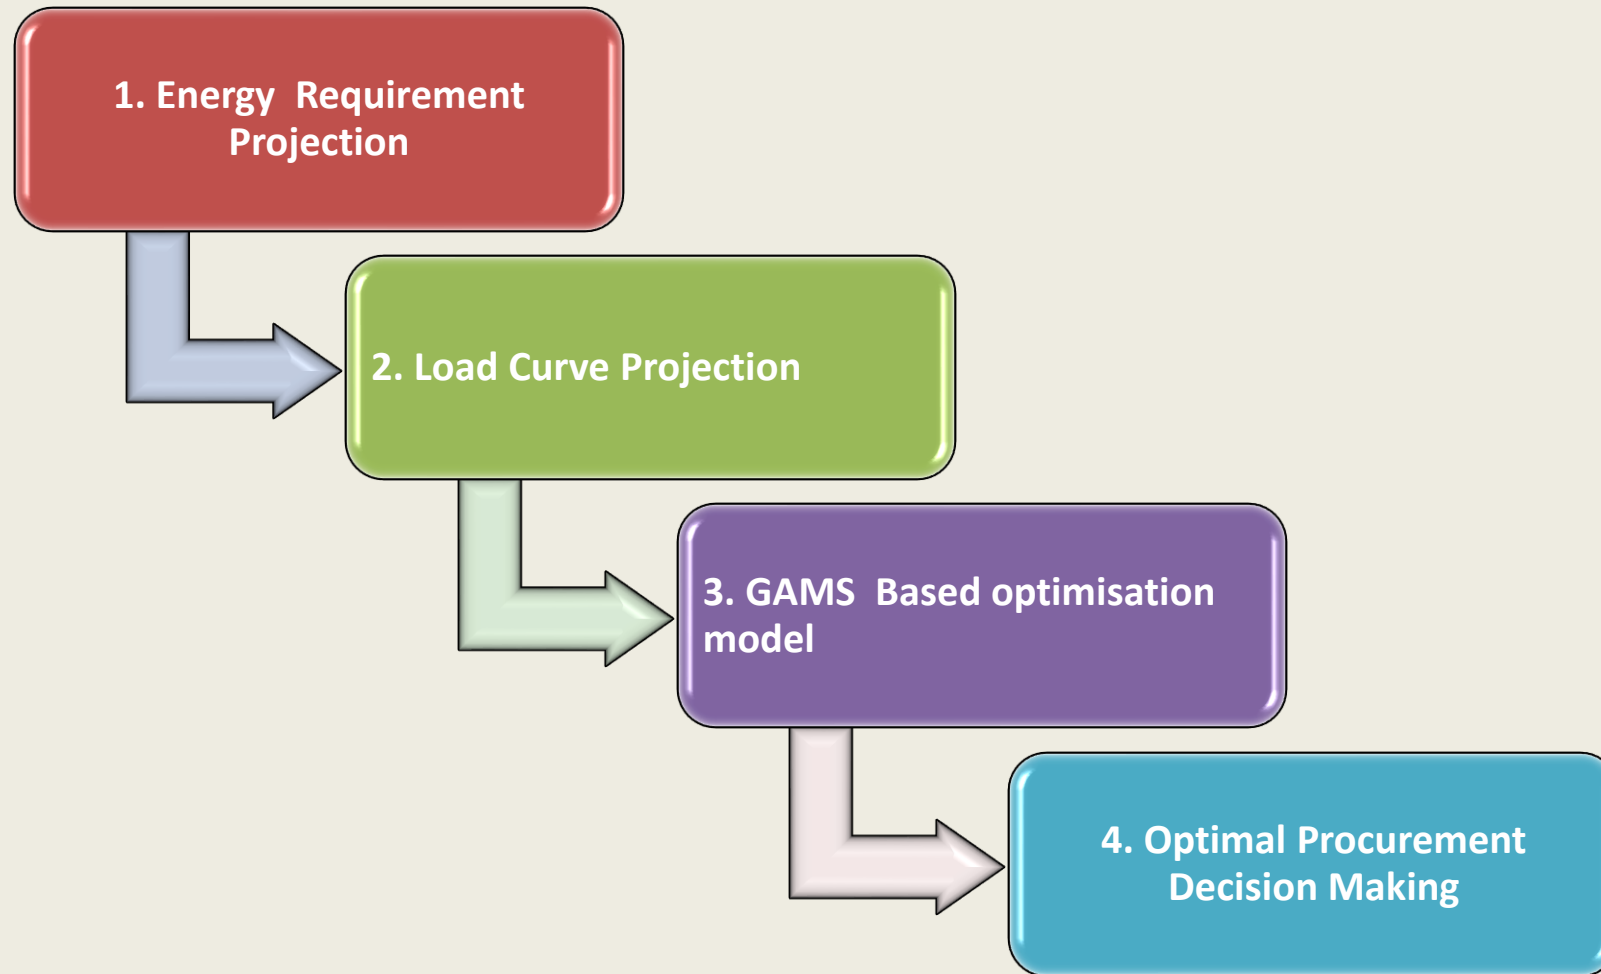 1. Energy  Requirement
Projection
2. Load Curve Projection
3. GAMS  Based optimisation
model
4. Optimal Procurement
Decision Making